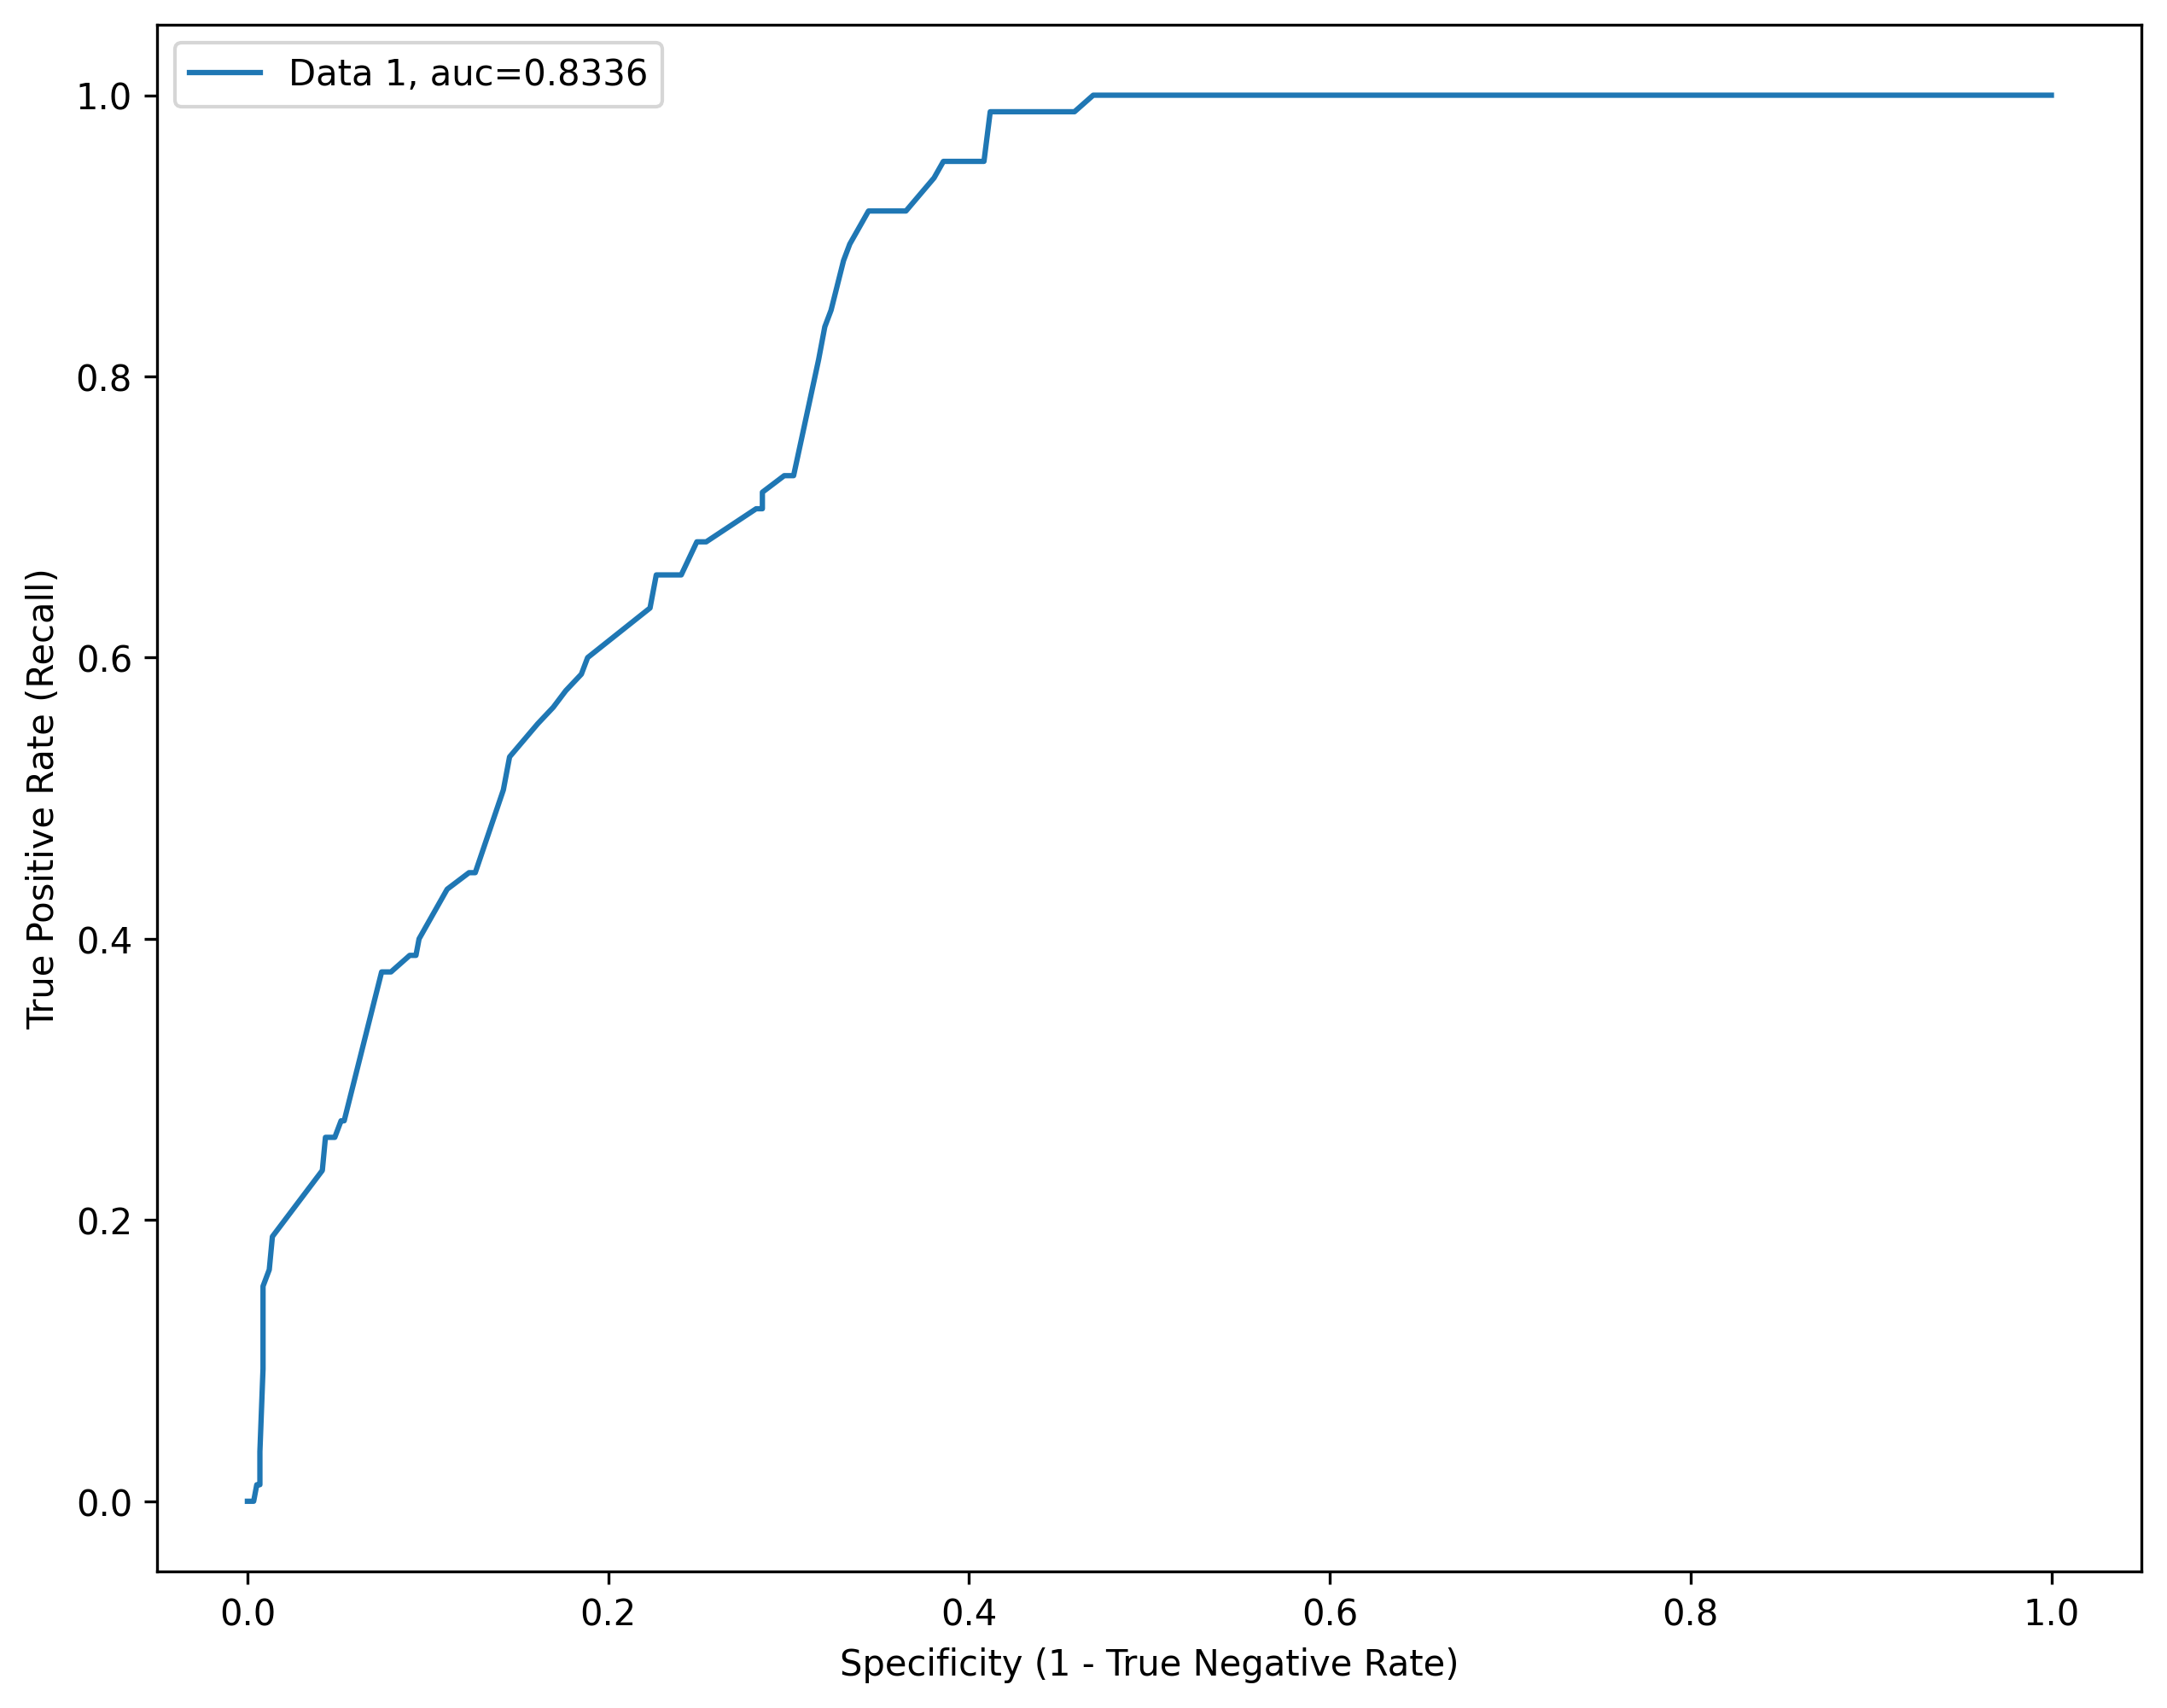 Data 1, auc=0.8336
1.0
0.8
0.6
0.4
0.2
0.0
True Positive Rate (Recall)
0.0 0.2 0.4 0.6 0.8 1.0
Specificity (1 - True Negative Rate)